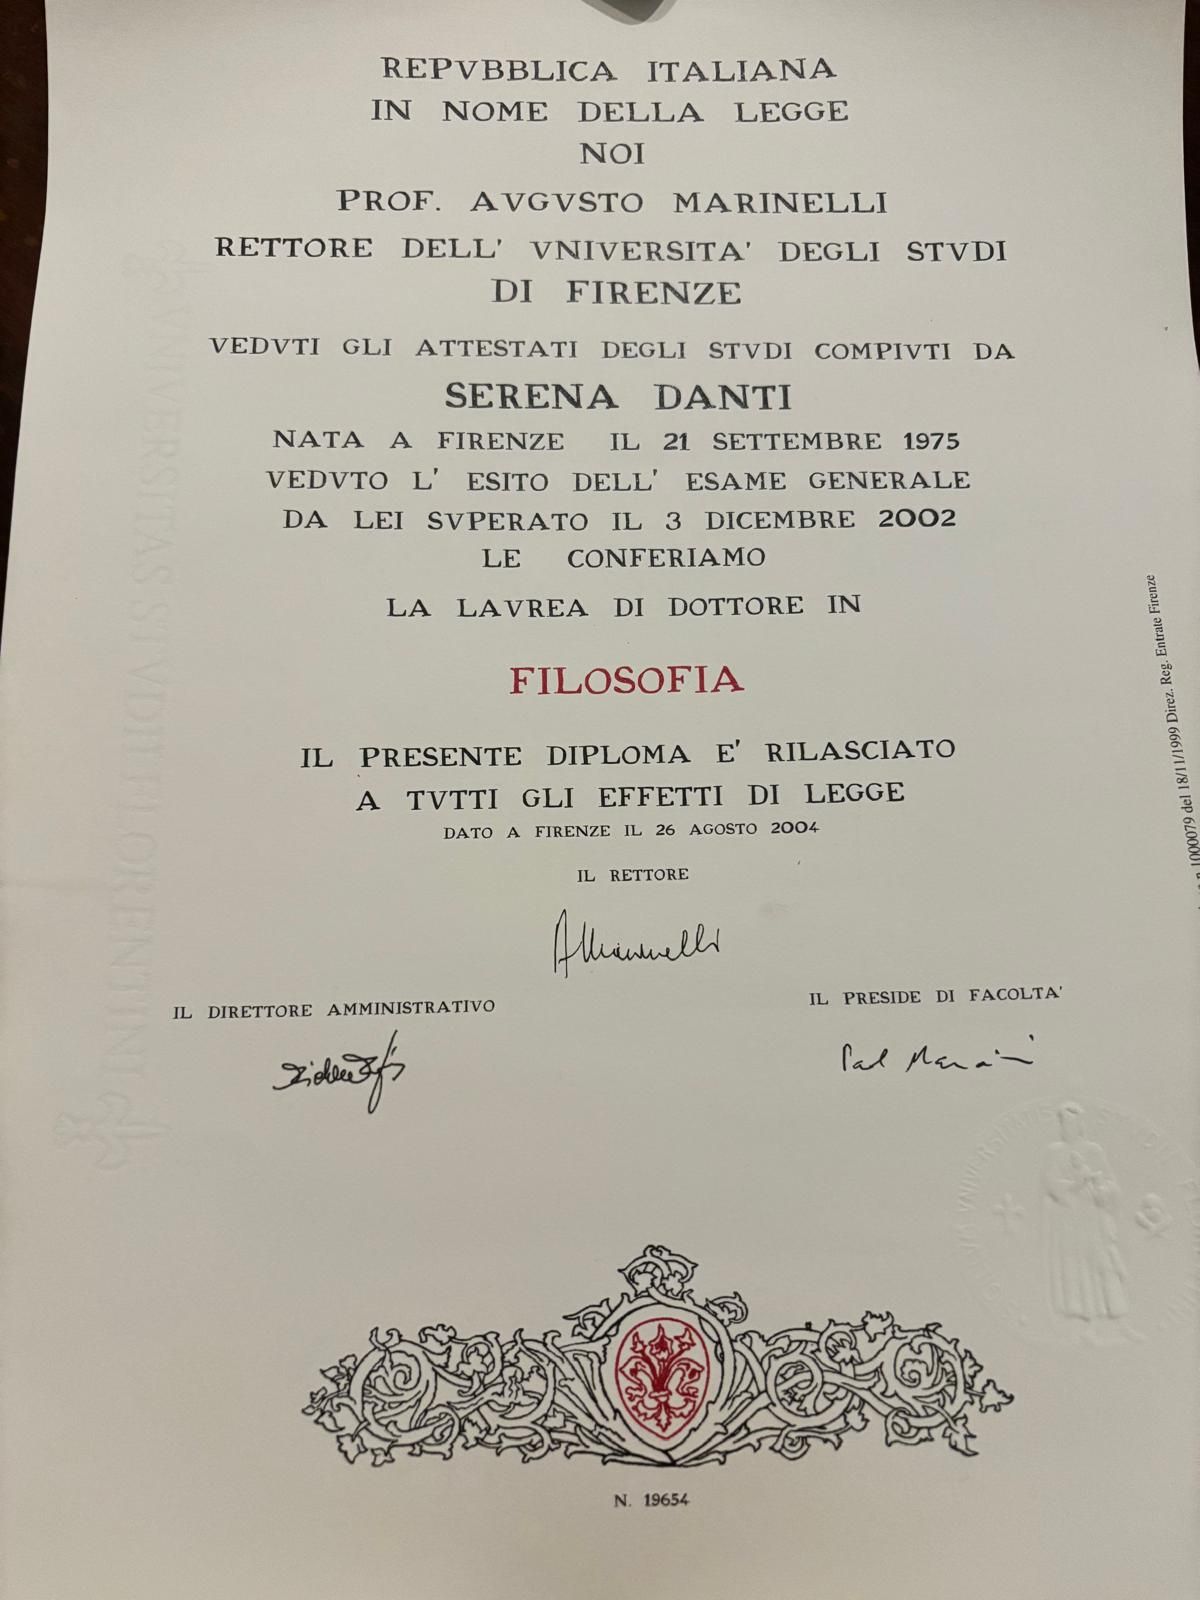 REPVBBLICA ITALIANA
IN NOME DELLA LEGGE
NOI
PROF. AVGVSTO MARINELLI
RETTORE DELL' VNIVERSITA' DEGLI STVDI
DI FIRENZE
VEDVTI GLI ATTESTATI DEGLI STVDI COMPIVTI DA
SERENA DANTI
NATA A FIRENZE IL 21 SETTEMBRE 1975
VEDVTO L' ESITO DELL' ESAME GENERALE
DA LEI SVPERATO IL 3 DICEMBRE 2002
LE CONFERIAMO
LA LAVREA DI DOTTORE IN
FILOSOFIA
IL PRESENTE DIPLOMA E' RILASCIATO
A TVTTI GLI EFFETTI DI LEGGE
DATO A FIRENZE IL 26 AGOSTO 2004
IL RETTORE
AMarinelli
IL DIRETTORE AMMINISTRATIVO
IL PRESIDE DI FACOLTA'
N. 19654
1000079 del 18/11/1999 Direz. Reg. Entrate Firenze
VNIVERSITAS STVDII FLORENTINI